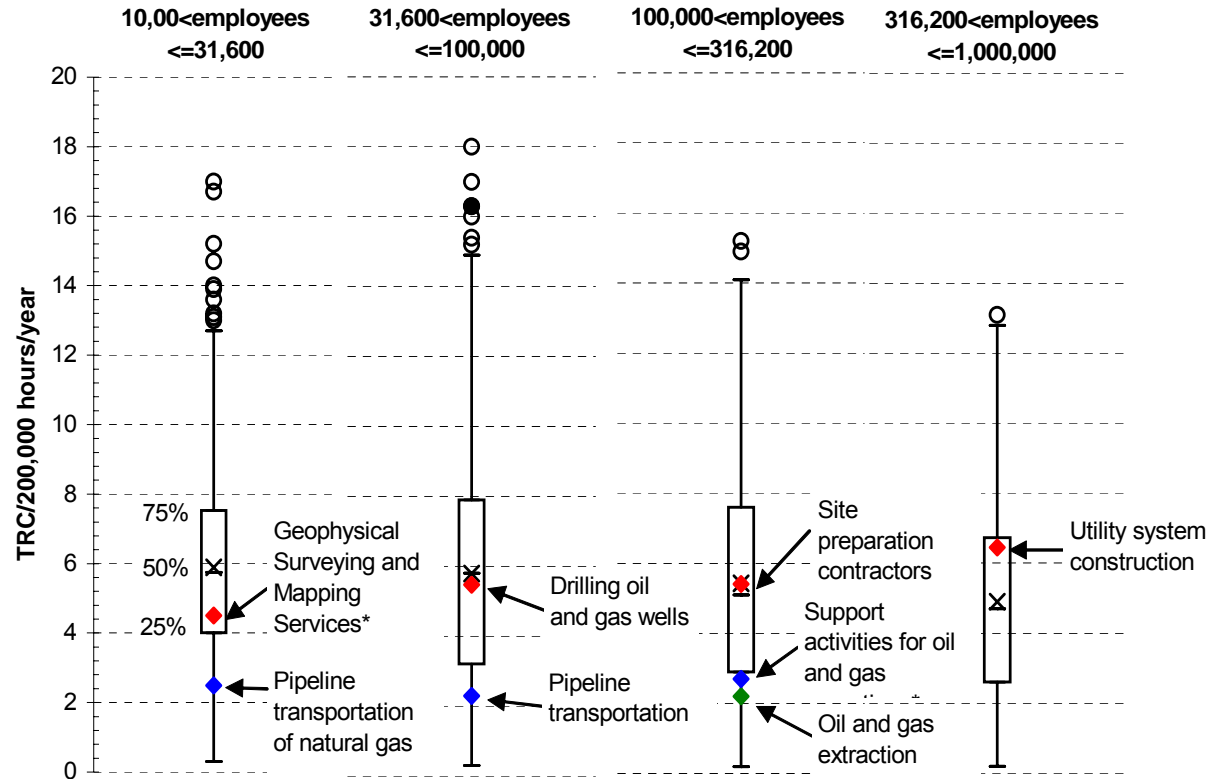 10,00<employees
<=31,600
31,600<employees
<=100,000
100,000<employees
<=316,200
316,200<employees
<=1,000,000
TRC/200,000 hours/year
20
18
16
14
12
10
8
6
4
2
0
75%
50%
25%
Geophysical
Surveying and
Mapping
Services*
Pipeline
transportation
of natural gas
Drilling oil
and gas wells
Pipeline
transportation
Site
preparation
contractors
Support
activities for oil
and gas
Oil and gas
extraction
Utility system
construction